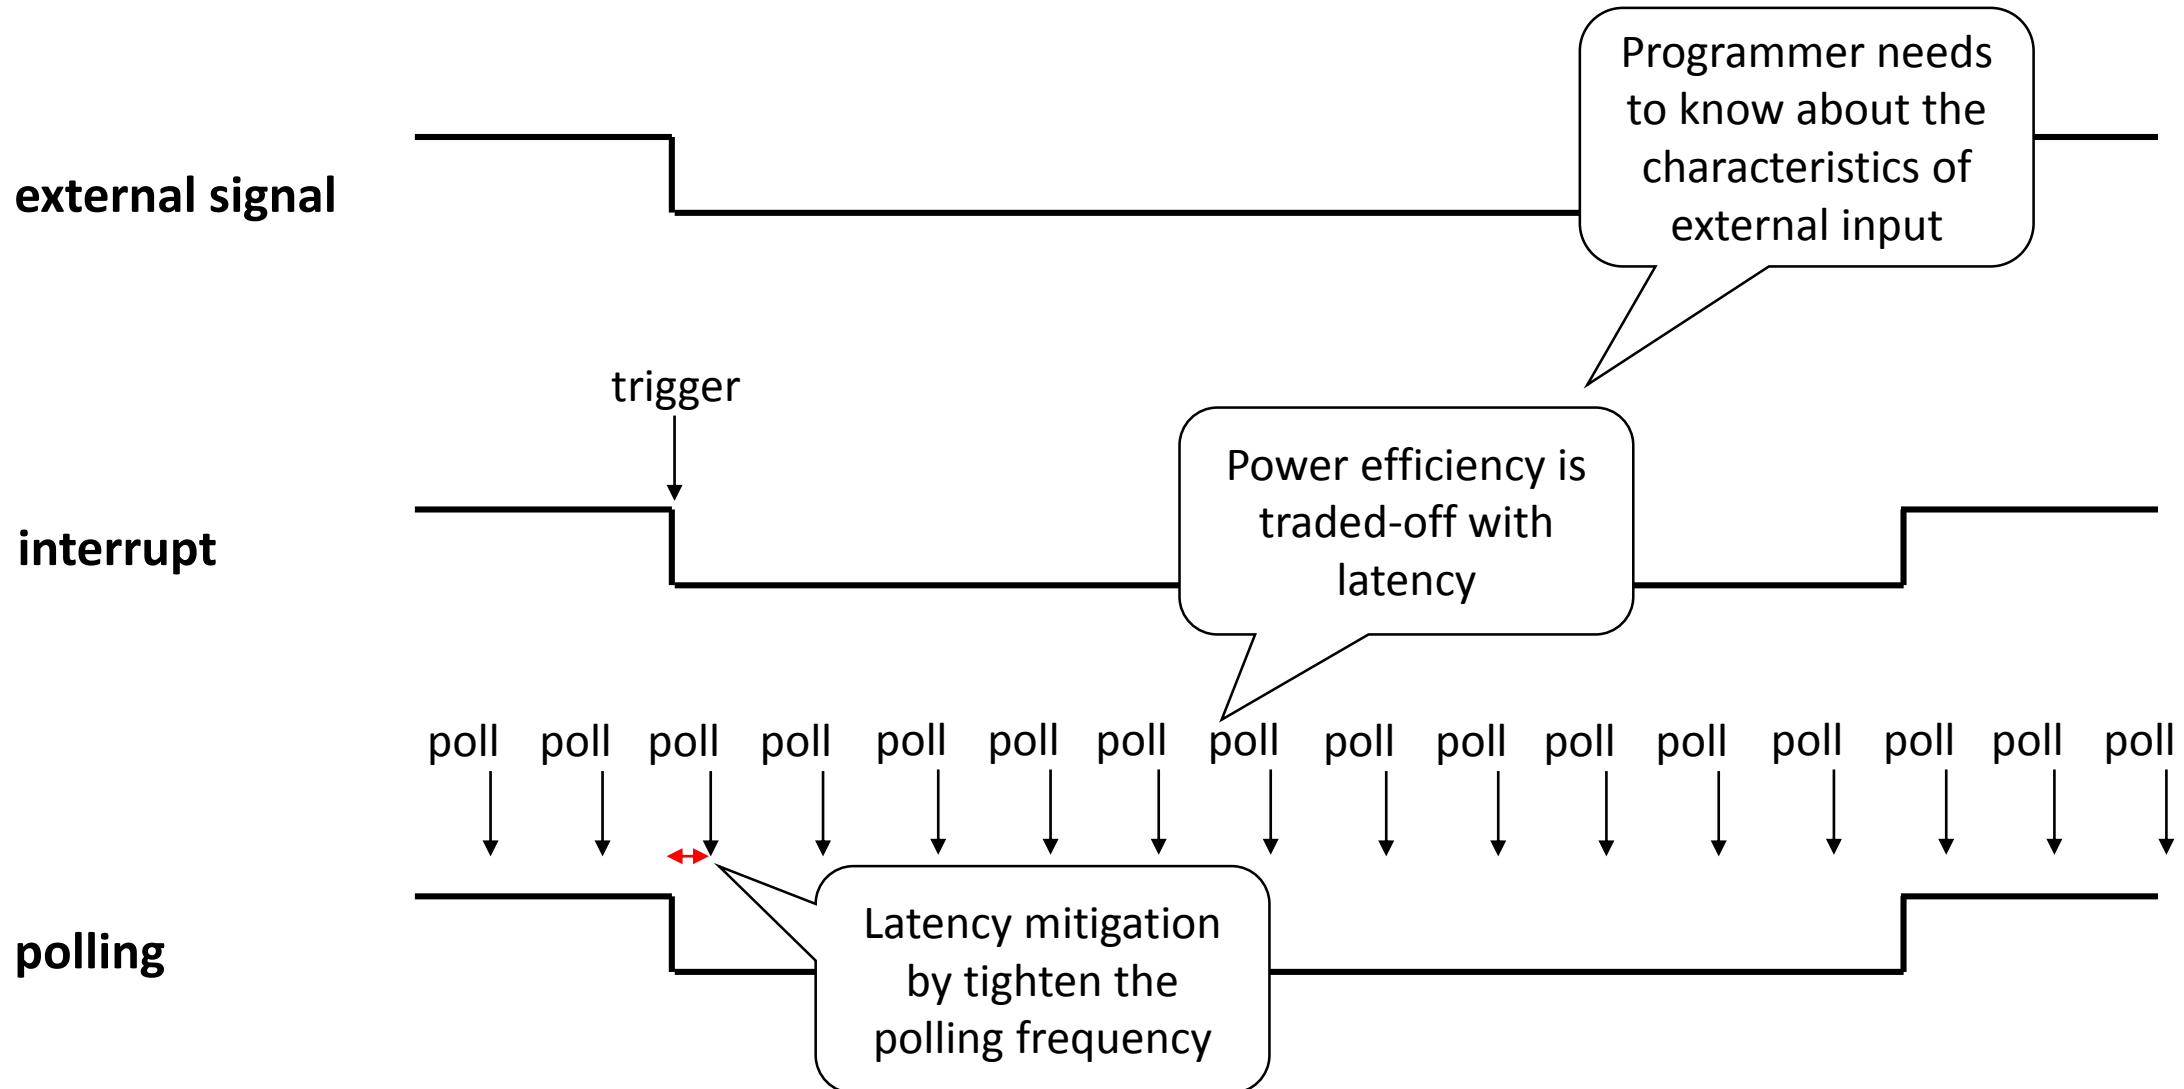 Programmer needs
to know about the
characteristics of
external input
external signal
trigger
Power efficiency is
traded-off with
latency
interrupt
poll poll poll poll poll poll poll poll poll poll poll poll poll poll poll poll
Latency mitigation
by tighten the
polling frequency
polling